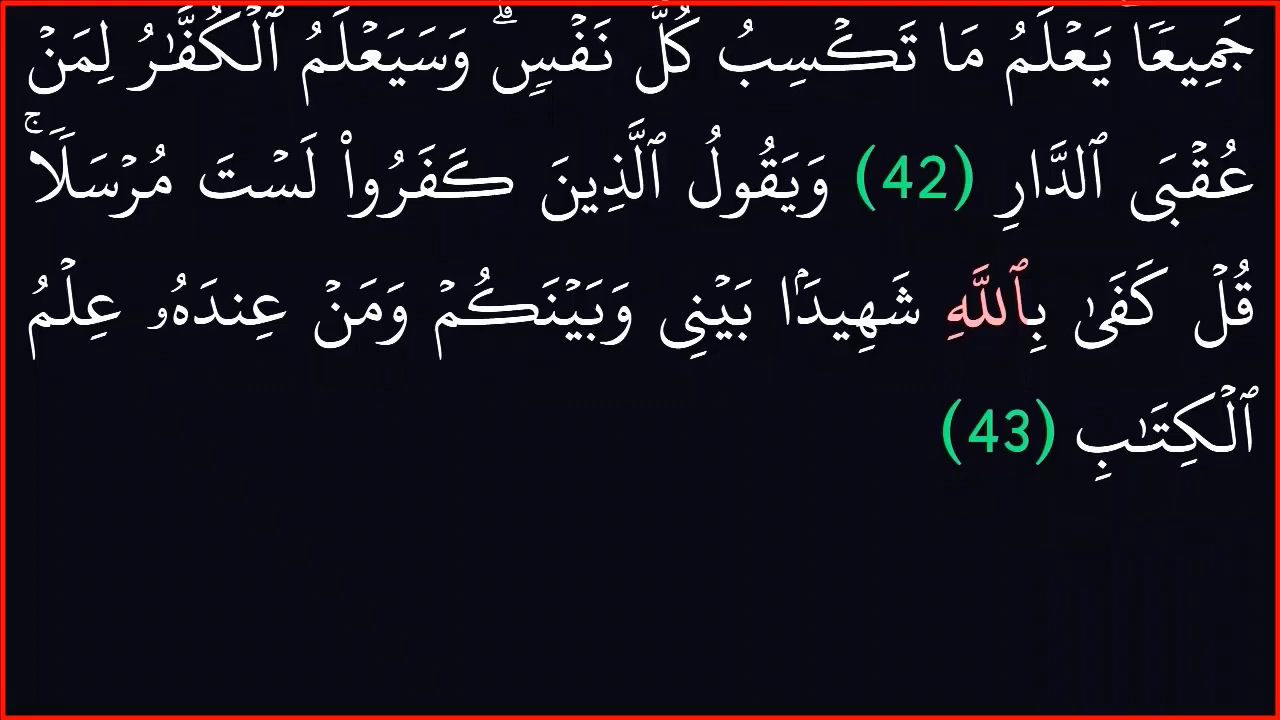 جَمِيعٗاۖ يَعۡلَمُ مَا تَكۡسِبُ كُلُّ نَفۡسٖۗ وَسَيَعۡلَمُ ٱلۡكُفَّٰرُ لِمَنۡ
عُقۡبَى ٱلدَّارِ (42) وَيَقُولُ ٱلَّذِينَ كَفَرُواْ لَسۡتَ مُرۡسَلٗاۚ
قُلۡ كَفَىٰ بِٱللَّهِ شَهِيدَۢا بَيۡنِي وَبَيۡنَكُمۡ وَمَنۡ عِندَهُۥ عِلۡمُ
ٱلۡكِتَٰبِ (43)